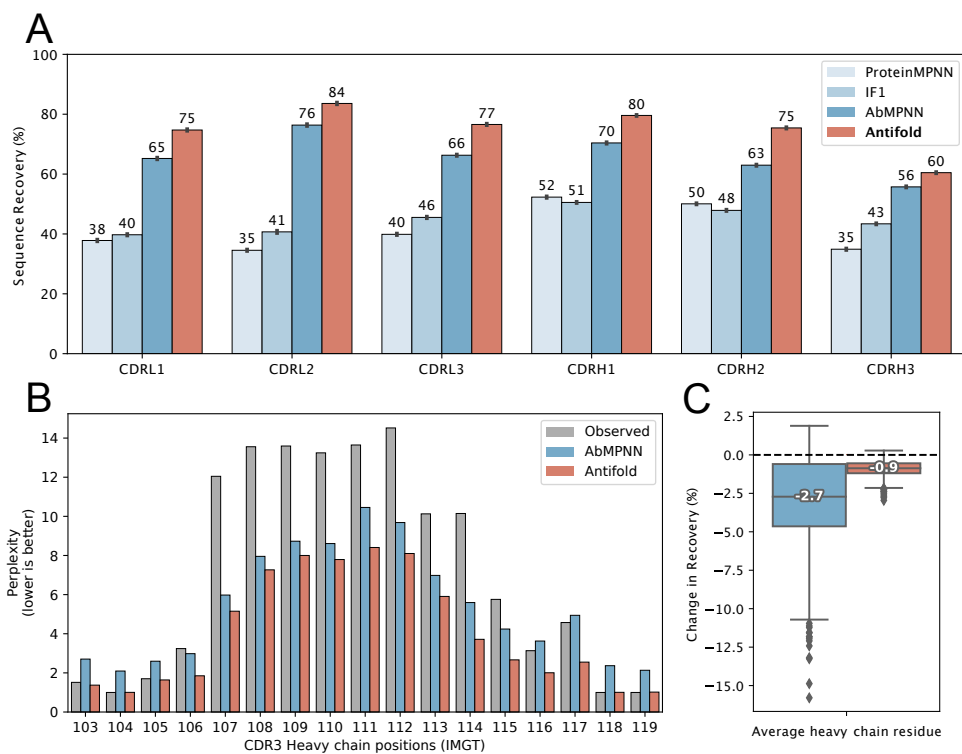 A
Sequence Recovery (%)
100
80
60
40
20
0
ProteinMPNN
IF1
AbMPNN
Antifold
38 40 65 75
35 41 76 84
40 46 66 77
52 51 70 80
50 48 63 75
35 43 56 60
CDRL1 CDRL2 CDRL3 CDRH1 CDRH2 CDRH3
B
Perplexity
(lower is better)
14
12
10
8
6
4
2
0
Observed
AbMPNN
Antifold
103 104 105 106 107 108 109 110 111 112 113 114 115 116 117 118 119
CDR3 Heavy chain positions (IMGT)
C
Change in Recovery (%)
2.5
0.0
−2.5
−5.0
−7.5
−10.0
−12.5
−15.0
-2.7
-0.9
Average heavy chain residue